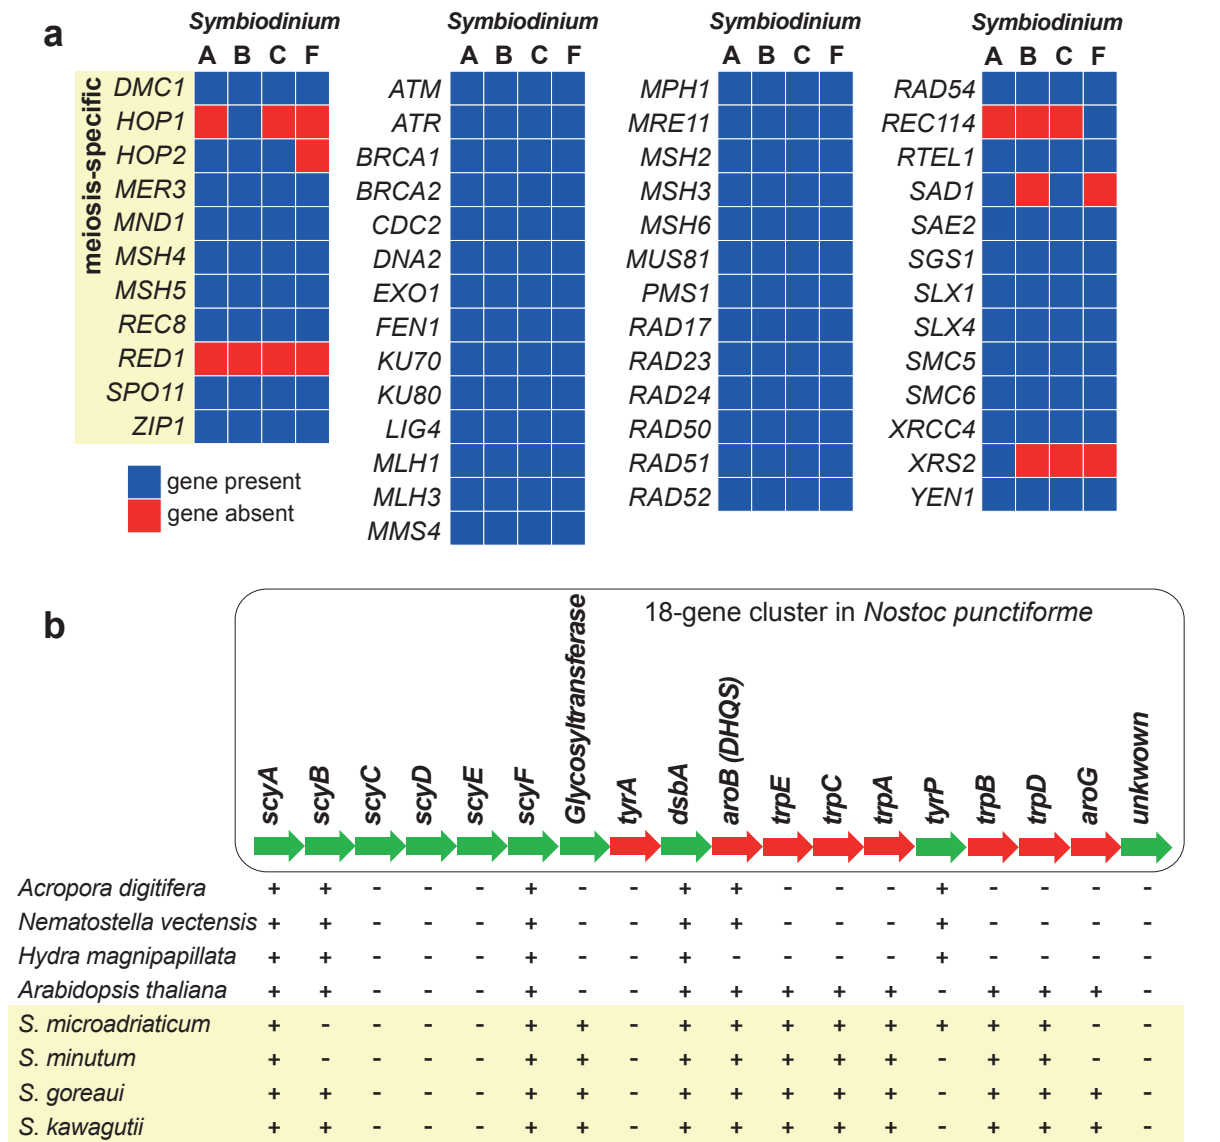 a
Symbiodinium
A B C F
meiosis-specific
DMC1
HOP1
HOP2
MER3
MND1
MSH4
MSH5
REC8
RED1
SPO11
ZIP1
gene present
gene absent
Symbiodinium
A B C F
ATM
ATR
BRCA1
BRCA2
CDC2
DNA2
EXO1
FEN1
KU70
KU80
LIG4
MLH1
MLH3
MMS4
Symbiodinium
A B C F
MPH1
MRE11
MSH2
MSH3
MSH6
MUS81
PMS1
RAD17
RAD23
RAD24
RAD50
RAD51
RAD52
Symbiodinium
A B C F
RAD54
REC114
RTEL1
SAD1
SAE2
SGS1
SLX1
SLX4
SMC5
SMC6
XRCC4
XRS2
YEN1
b
18-gene cluster in Nostoc punctiforme
scyA
scyB
scyC
scyD
scyE
scyF
Glycosyltransferase
tyrA
dsbA
aroB (DHQS)
trpE
trpC
trpA
tyrP
trpB
trpD
aroG
unkwown
Acropora digitifera + + - - - + - - + + - - - + - - - -
Nematostella vectensis + + - - - + - - + + - - - + - - - -
Hydra magnipapillata + + - - - + - - + - - - - + - - - -
Arabidopsis thaliana + + - - - + - - + + + + + - + + + -
S. microadriaticum + - - - - + + - + + + + + + + + - -
S. minutum + - - - - + + - + + + + + - + + - -
S. goreaui + + - - - + + - + + + + + - + + + -
S. kawagutii + + - - - + + - + + + + + - + + + -